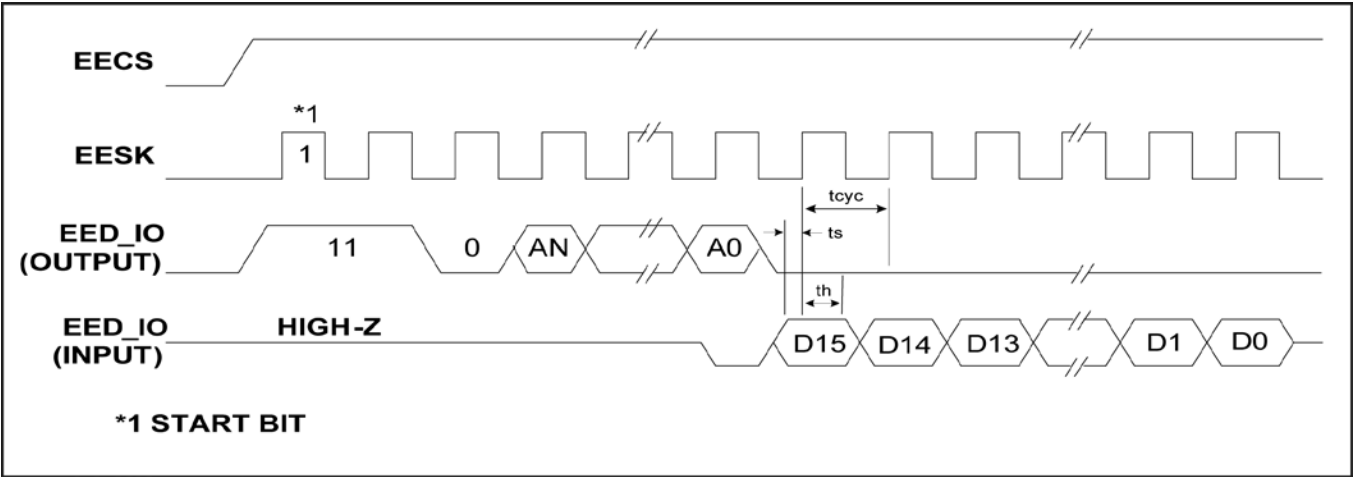 EECS
*1
EESK
1
tcyc
EED_IO
(OUTPUT)
11
0
AN
A0
ts
th
EED_IO
(INPUT)
HIGH-Z
D15
D14
D13
D1
D0
*1 START BIT